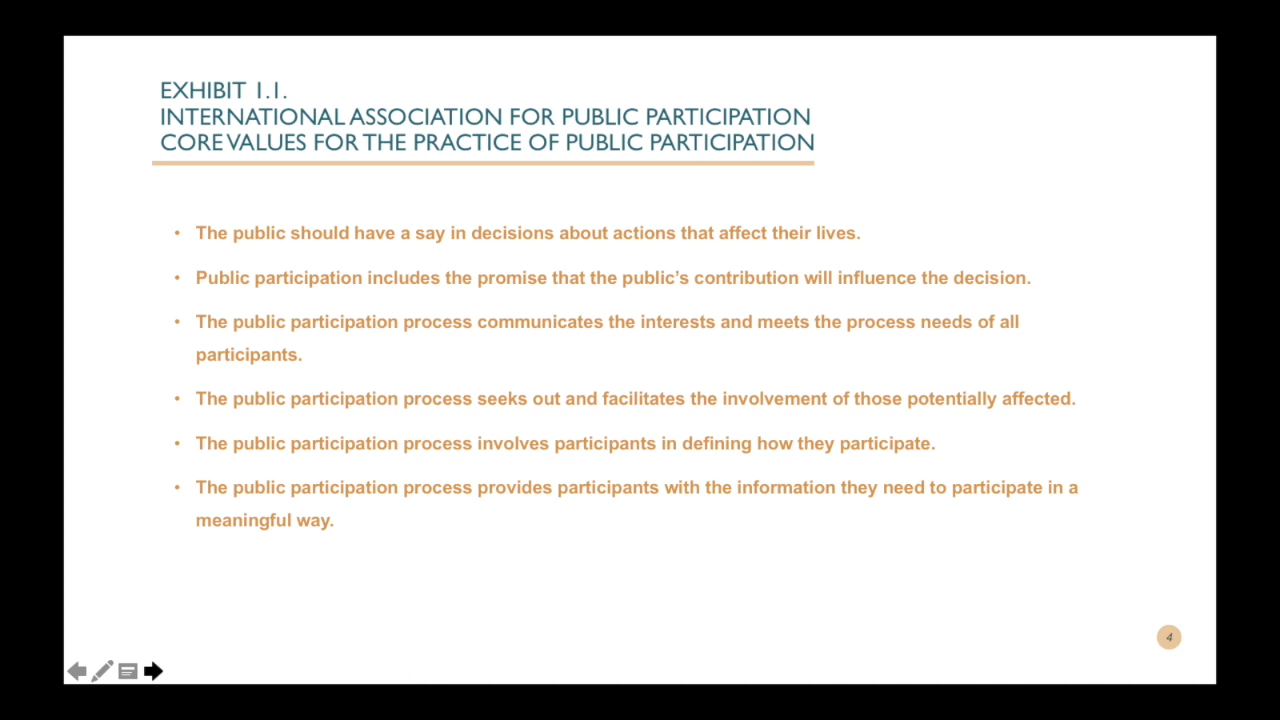 EXHIBIT 1.1.
INTERNATIONAL ASSOCIATION FOR PUBLIC PARTICIPATION
CORE VALUES FOR THE PRACTICE OF PUBLIC PARTICIPATION
• The public should have a say in decisions about actions that affect their lives.
• Public participation includes the promise that the public’s contribution will influence the decision.
• The public participation process communicates the interests and meets the process needs of all
participants.
• The public participation process seeks out and facilitates the involvement of those potentially affected.
• The public participation process involves participants in defining how they participate.
• The public participation process provides participants with the information they need to participate in a
meaningful way.
4